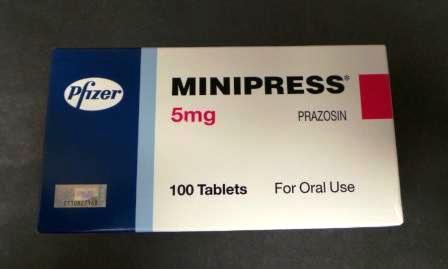 Pfizer
MINIPRESS®
5mg
PRAZOSIN
100 Tablets
For Oral Use